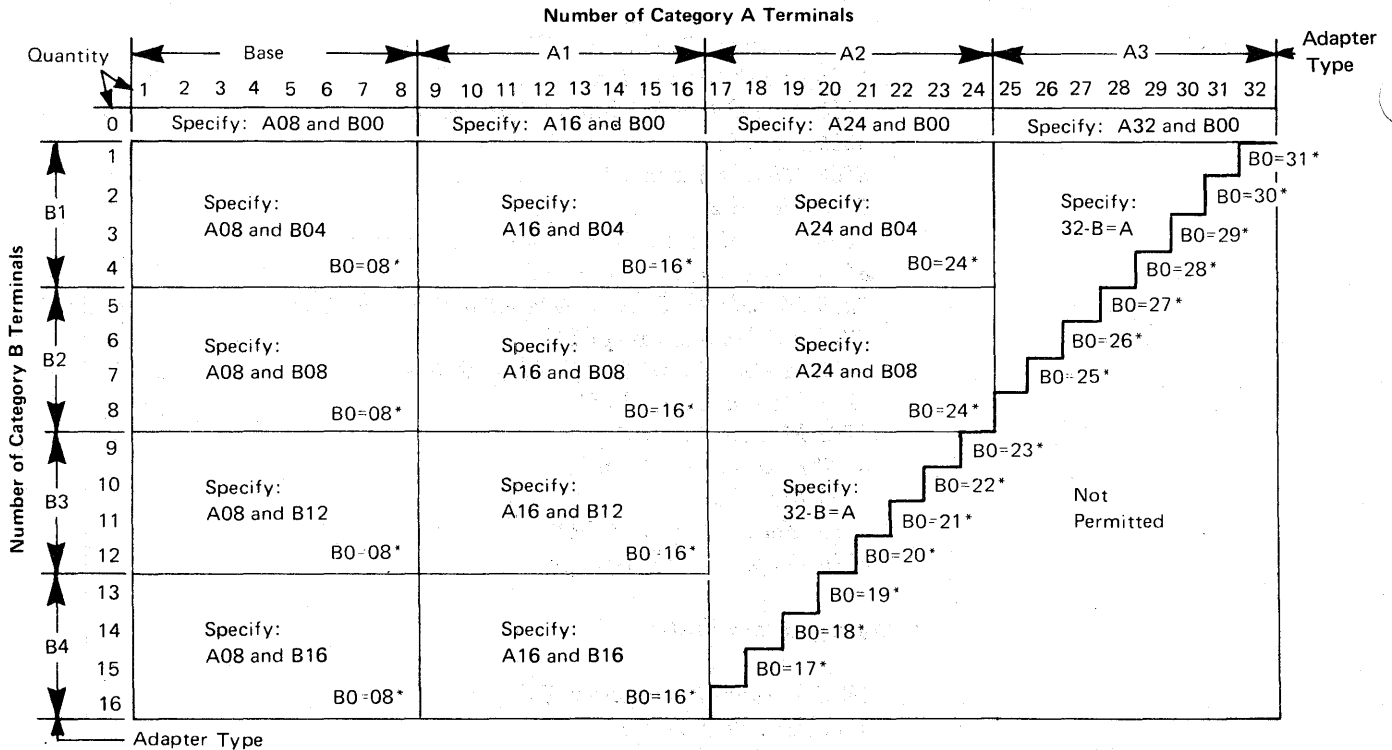 Number of Category A Terminals
Quantity Base A1 A2 A3 Adapter Type
1 2 3 4 5 6 7 8 9 10 11 12 13 14 15 16 17 18 19 20 21 22 23 24 25 26 27 28 29 30 31 32
0 Specify: A08 and B00 Specify: A16 and B00 Specify: A24 and B00 Specify: A32 and B00
Number of Category B Terminals
B1
1
2
3
4
Specify:
A08 and B04
B0=08*
Specify:
A16 and B04
B0=16*
Specify:
A24 and B04
B0=24*
Specify:
32-B=A
B0=31*
B0=30*
B0=29*
B0=28*
B2
5
6
7
8
Specify:
A08 and B08
B0=08*
Specify:
A16 and B08
B0=16*
Specify:
A24 and B08
B0=24*
B0=27*
B0=26*
B0=25*
B3
9
10
11
12
Specify:
A08 and B12
B0=08*
Specify:
A16 and B12
B0=16*
Specify:
32-B=A
B0=23*
B0=22*
B0=21*
B0=20*
Not
Permitted
B4
13
14
15
16
Specify:
A08 and B16
B0=08*
Specify:
A16 and B16
B0=16*
B0=19*
B0=18*
B0=17*
Adapter Type